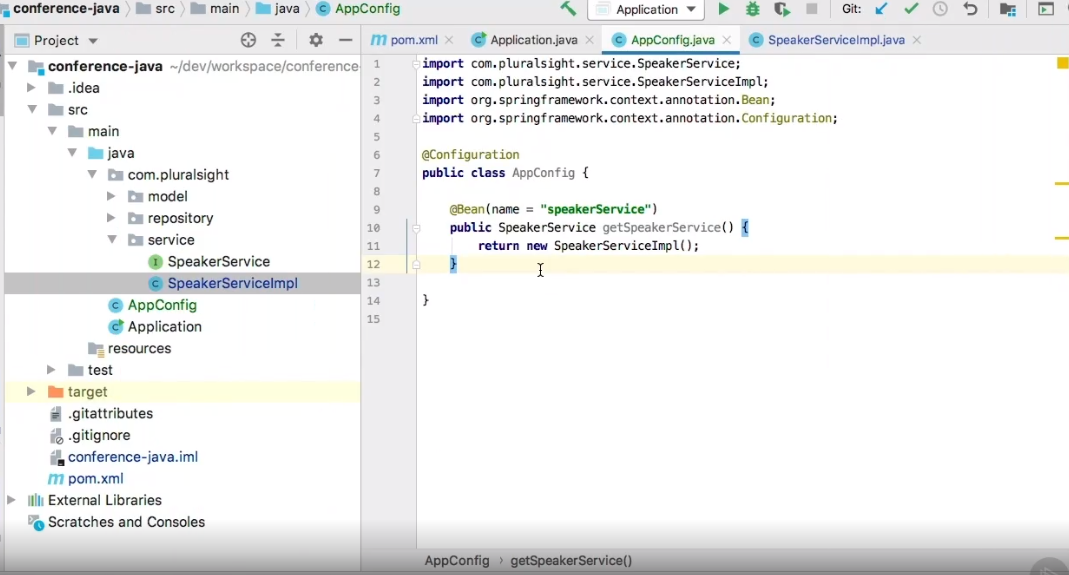 conference-java src main java AppConfig Application Git:
Project
pom.xml Application.java AppConfig.java SpeakerServiceImpl.java
conference-java ~/dev/workspace/conference-
.idea
src
main
java
com.pluralsight
model
repository
service
I SpeakerService
C SpeakerServiceImpl
C AppConfig
C Application
resources
test
target
.gitattributes
.gitignore
conference-java.iml
pom.xml
External Libraries
Scratches and Consoles
1 import com.pluralsight.service.SpeakerService;
2 import com.pluralsight.service.SpeakerServiceImpl;
3 import org.springframework.context.annotation.Bean;
4 import org.springframework.context.annotation.Configuration;
5
6 @Configuration
7 public class AppConfig {
8
9 @Bean(name = "speakerService")
10 public SpeakerService getSpeakerService() {
11 return new SpeakerServiceImpl();
12 }
13
14 }
15
AppConfig › getSpeakerService()